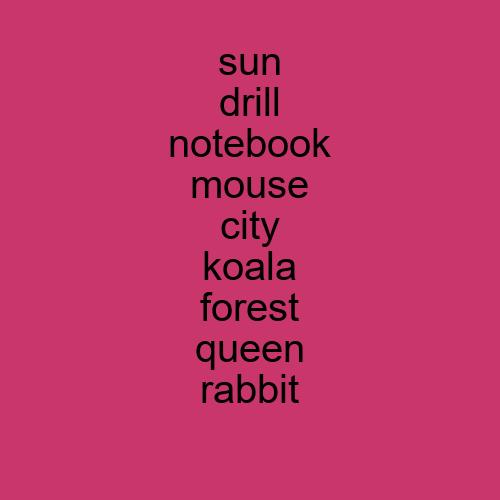 sun
drill
notebook
mouse
city
koala
forest
queen
rabbit